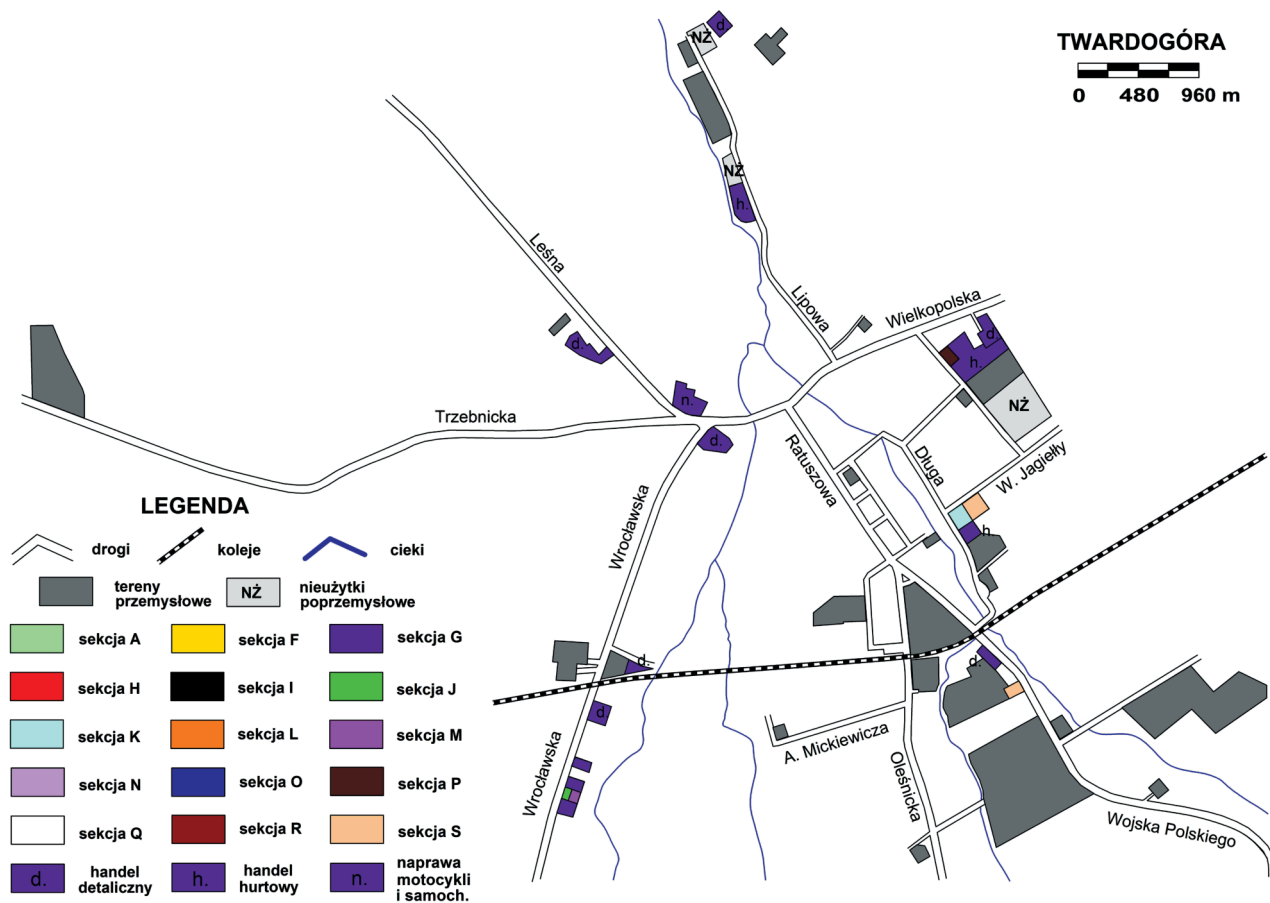 TWARDOGÓRA
0 480 960 m
NŻ
d.
NŻ
h.
Leśna
Lipowa
Wielkopolska
d.
h.
NŻ
d.
n.
Trzebnicka
d.
Ratuszowa
Długa
W. Jagiełły
h.
Wrocławska
d.
d.
d.
A. Mickiewicza
Oleśnicka
Wrocławska
Wojska Polskiego
LEGENDA
drogi
koleje
cieki
tereny
przemysłowe
NŻ
nieużytki
poprzemysłowe
sekcja A
sekcja F
sekcja G
sekcja H
sekcja I
sekcja J
sekcja K
sekcja L
sekcja M
sekcja N
sekcja O
sekcja P
sekcja Q
sekcja R
sekcja S
d.
handel
detaliczny
h.
handel
hurtowy
n.
naprawa
motocykli
i samoch.